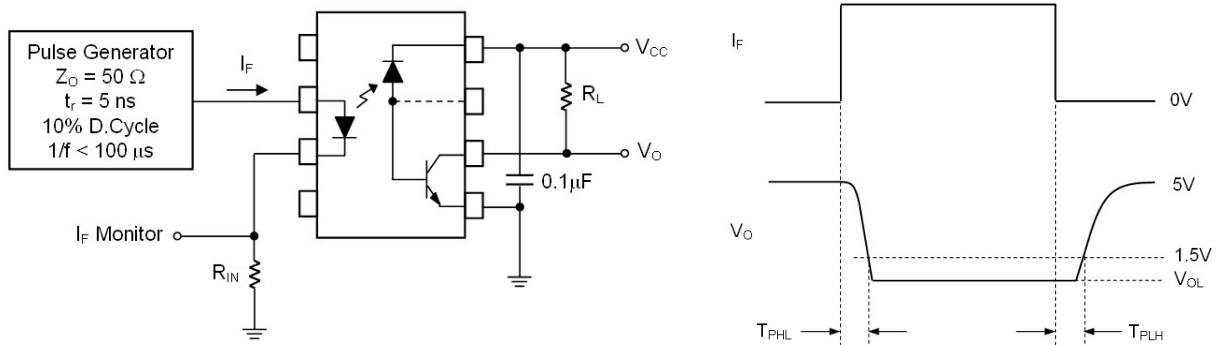 Pulse Generator
Z_O = 50 Ω
t_r = 5 ns
10% D.Cycle
1/f < 100 μs
I_F
V_CC
R_L
V_O
0.1μF
I_F Monitor
R_IN
I_F
0V
5V
V_O
1.5V
V_OL
T_PHL
T_PLH